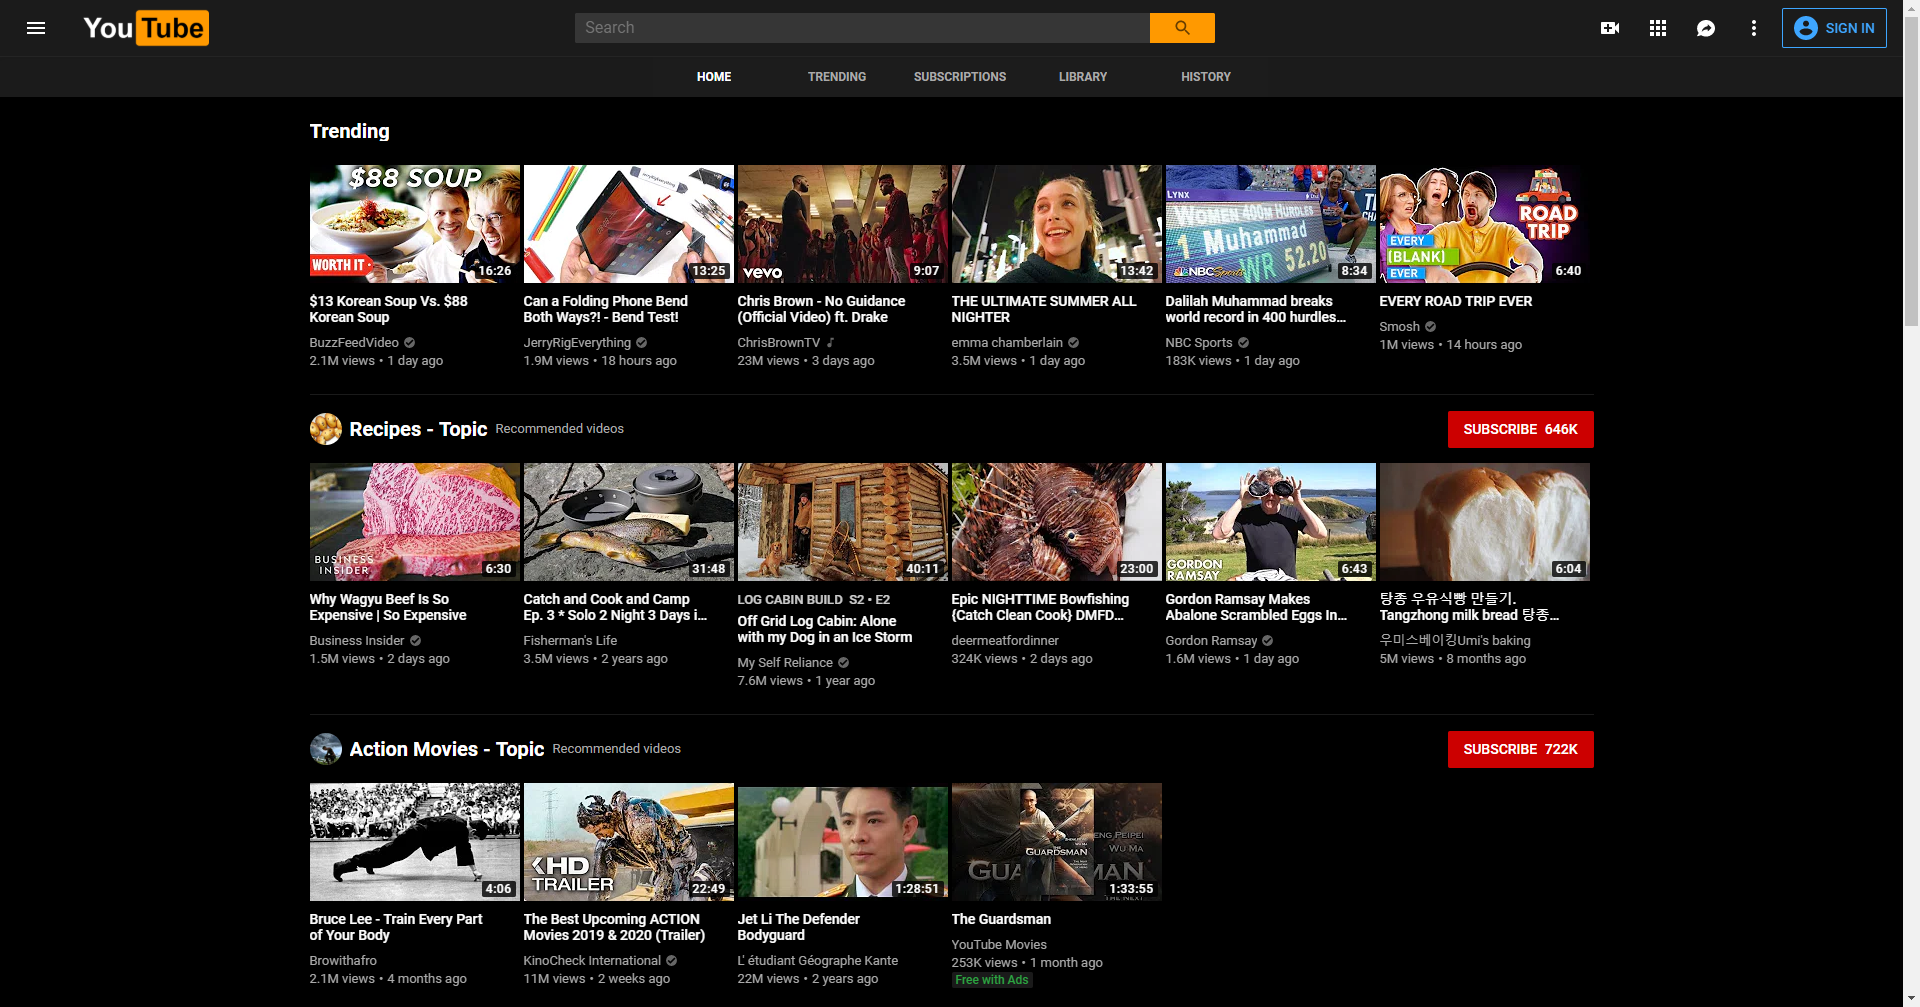 YouTube
Search
SIGN IN
HOME
TRENDING
SUBSCRIPTIONS
LIBRARY
HISTORY
Trending
$88 SOUP
WORTH IT
16:26
13:25
vevo
9:07
13:42
LYNX
WOMEN 400M HURDLES
1 Muhammad
WR 52.20
NBC Sports
8:34
ROAD
TRIP
EVERY
[BLANK]
EVER
6:40
$13 Korean Soup Vs. $88
Korean Soup
BuzzFeedVideo
2.1M views • 1 day ago
Can a Folding Phone Bend
Both Ways?! - Bend Test!
JerryRigEverything
1.9M views • 18 hours ago
Chris Brown - No Guidance
(Official Video) ft. Drake
ChrisBrownTV
23M views • 3 days ago
THE ULTIMATE SUMMER ALL
NIGHTER
emma chamberlain
3.5M views • 1 day ago
Dalilah Muhammad breaks
world record in 400 hurdles...
NBC Sports
183K views • 1 day ago
EVERY ROAD TRIP EVER
Smosh
1M views • 14 hours ago
Recipes - Topic Recommended videos
SUBSCRIBE 646K
BUSINESS
INSIDER
6:30
31:48
40:11
23:00
GORDON
RAMSAY
6:43
6:04
Why Wagyu Beef Is So
Expensive | So Expensive
Business Insider
1.5M views • 2 days ago
Catch and Cook and Camp
Ep. 3 * Solo 2 Night 3 Days i...
Fisherman's Life
3.5M views • 2 years ago
LOG CABIN BUILD S2 • E2
Off Grid Log Cabin: Alone
with my Dog in an Ice Storm
My Self Reliance
7.6M views • 1 year ago
Epic NIGHTTIME Bowfishing
{Catch Clean Cook} DMFD...
deermeatfordinner
324K views • 2 days ago
Gordon Ramsay Makes
Abalone Scrambled Eggs In...
Gordon Ramsay
1.6M views • 1 day ago
탕종 우유식빵 만들기.
Tangzhong milk bread 탕종...
우미스베이킹Umi's baking
5M views • 8 months ago
Action Movies - Topic Recommended videos
SUBSCRIBE 722K
4:06
KHD
TRAILER
22:49
1:28:51
ENG PEIPEI
WU MA
GUARDSMAN
1:33:55
Bruce Lee - Train Every Part
of Your Body
Browithafro
2.1M views • 4 months ago
The Best Upcoming ACTION
Movies 2019 & 2020 (Trailer)
KinoCheck International
11M views • 2 weeks ago
Jet Li The Defender
Bodyguard
L' étudiant Géographe Kante
22M views • 2 years ago
The Guardsman
YouTube Movies
253K views • 1 month ago
Free with Ads